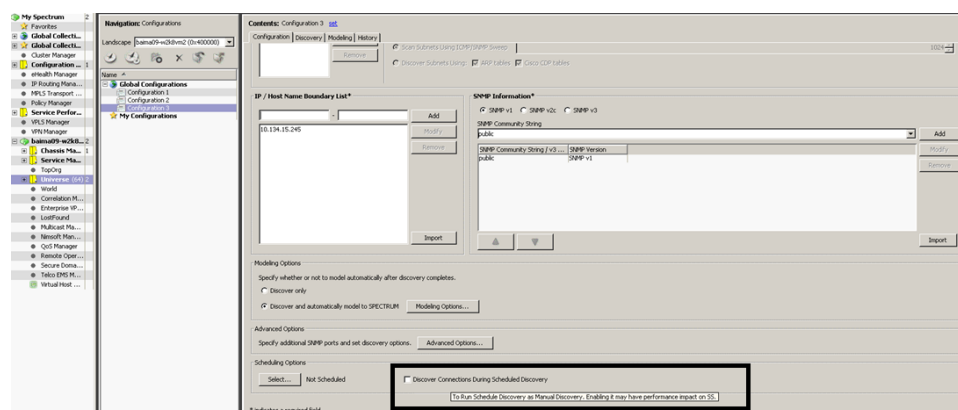 My Spectrum 2
Favorites
Global Collecti...
Global Collecti...
Cluster Manager
Configuration ... 1
eHealth Manager
IP Routing Mana...
MPLS Transport ...
Policy Manager
Service Perfor...
VPLS Manager
VPN Manager
baima09-w2k8... 2
Chassis Ma... 1
Service Ma...
TopOrg
Universe (64) 2
World
Correlation M...
Enterprise VP...
LostFound
Multicast Ma...
Nimsoft Man...
QoS Manager
Remote Oper...
Secure Doma...
Telco EMS M...
Virtual Host ...
Navigation: Configurations
Landscape baima09-w2k8vm2 (0x400000)
Name
Global Configurations
Configuration 1
Configuration 2
Configuration 3
My Configurations
Contents: Configuration 3 set
Configuration Discovery Modeling History
Remove
Scan Subnets Using ICMP/SNMP Sweep 1024
Discover Subnets Using: ARP tables Cisco CDP tables
IP / Host Name Boundary List*
- Add
10.134.15.245
Modify
Remove
Import
SNMP Information*
SNMP v1 SNMP v2c SNMP v3
SNMP Community String
public Add
SNMP Community String / v3 ... SNMP Version
public SNMP v1
Modify
Remove
Import
Modeling Options
Specify whether or not to model automatically after discovery completes.
Discover only
Discover and automatically model to SPECTRUM Modeling Options...
Advanced Options
Specify additional SNMP ports and set discovery options. Advanced Options...
Scheduling Options
Select... Not Scheduled Discover Connections During Scheduled Discovery
To Run Schedule Discovery as Manual Discovery. Enabling it may have performance impact on SS.
* indicates a required field